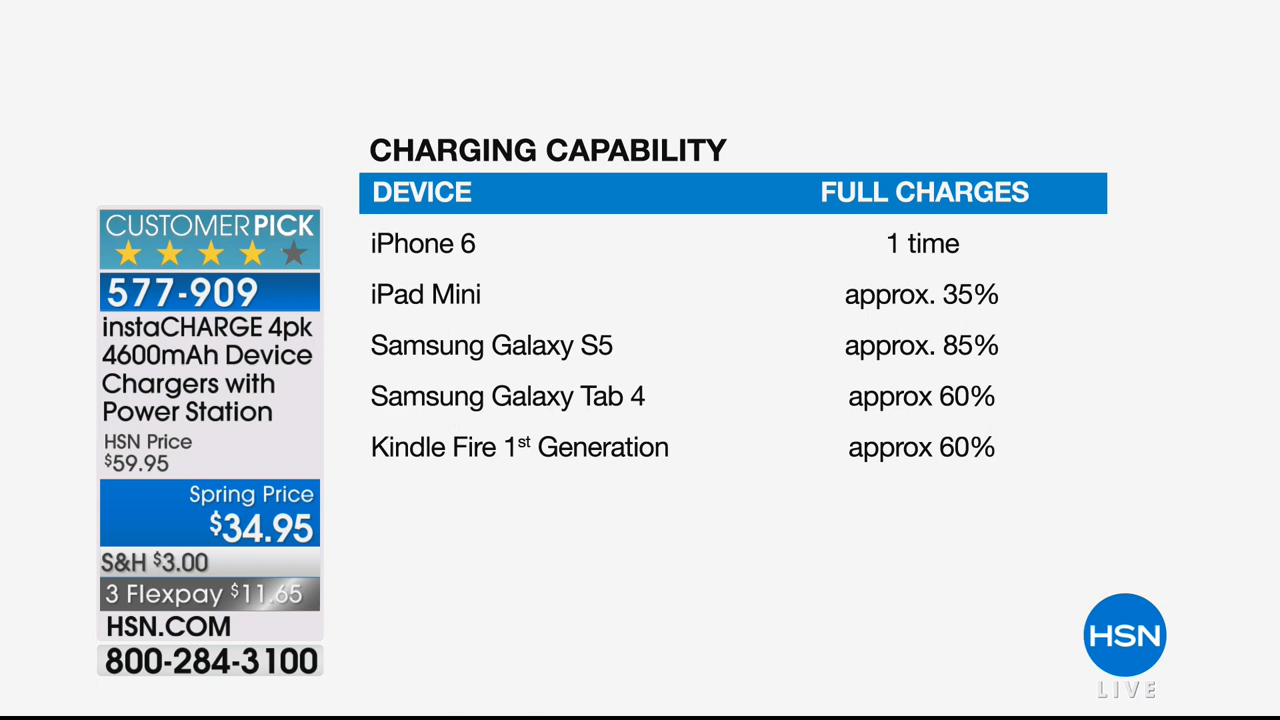 CHARGING CAPABILITY
DEVICE FULL CHARGES
iPhone 6 1 time
iPad Mini approx. 35%
Samsung Galaxy S5 approx. 85%
Samsung Galaxy Tab 4 approx 60%
Kindle Fire 1st Generation approx 60%
CUSTOMERPICK
577-909
instaCHARGE 4pk
4600mAh Device
Chargers with
Power Station
HSN Price
$59.95
Spring Price
$34.95
S&H $3.00
3 Flexpay $11.65
HSN.COM
800-284-3100
HSN
LIVE